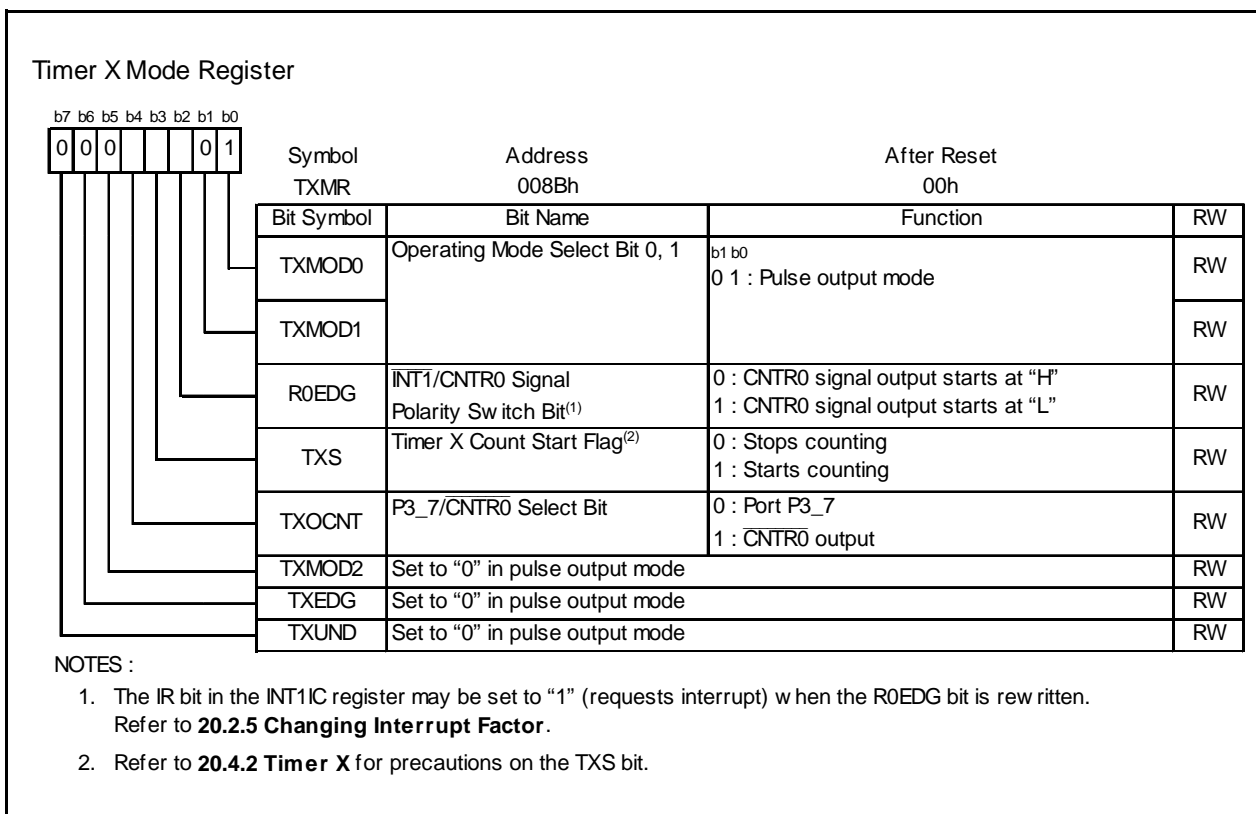 Timer X Mode Register
b7 b6 b5 b4 b3 b2 b1 b0
0 0 0 0 1
Symbol Address After Reset
TXMR 008Bh 00h
Bit Symbol Bit Name Function RW
TXMOD0 Operating Mode Select Bit 0, 1 b1 b0 RW
0 1 : Pulse output mode
TXMOD1 RW
R0EDG INT1/CNTR0 Signal 0 : CNTR0 signal output starts at “H” RW
Polarity Switch Bit(1) 1 : CNTR0 signal output starts at “L”
TXS Timer X Count Start Flag(2) 0 : Stops counting RW
1 : Starts counting
TXOCNT P3_7/CNTR0 Select Bit 0 : Port P3_7 RW
1 : CNTR0 output
TXMOD2 Set to “0” in pulse output mode RW
TXEDG Set to “0” in pulse output mode RW
TXUND Set to “0” in pulse output mode RW
NOTES :
1. The IR bit in the INT1IC register may be set to “1” (requests interrupt) when the R0EDG bit is rewritten.
Refer to 20.2.5 Changing Interrupt Factor.
2. Refer to 20.4.2 Timer X for precautions on the TXS bit.